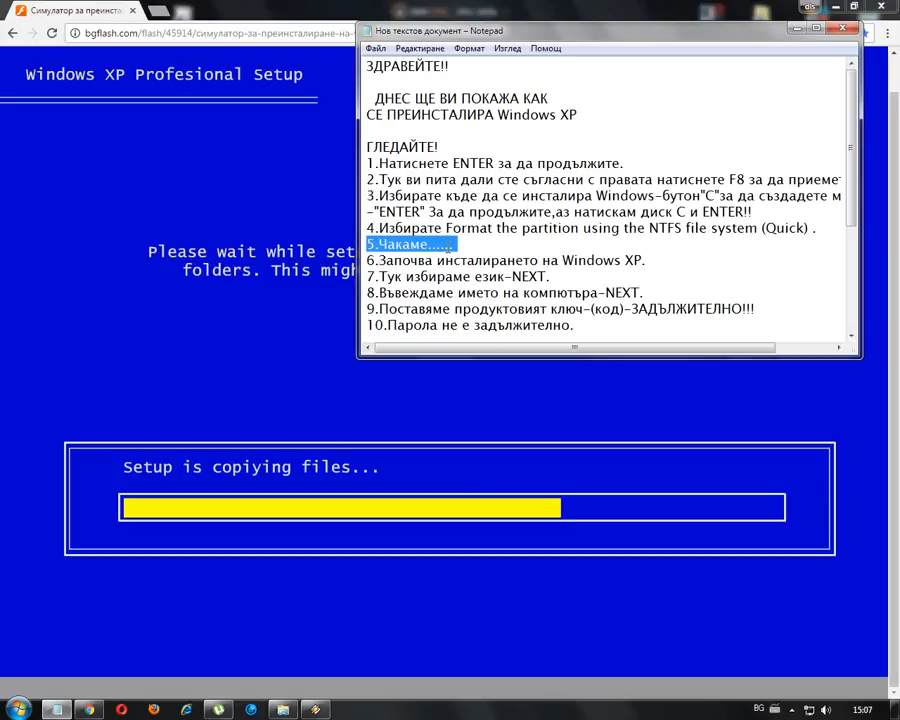 Симулатор за преинста
dis
bgflash.com/flash/45914/симулатор-за-преинсталиране-на-
Нов текстов документ – Notepad
Файл Редактиране Формат Изглед Помощ
ЗДРАВЕЙТЕ!!
ДНЕС ЩЕ ВИ ПОКАЖА КАК
СЕ ПРЕИНСТАЛИРА Windows XP
ГЛЕДАЙТЕ!
1.Натиснете ENTER за да продължите.
2.Тук ви пита дали сте съгласни с правата натиснете F8 за да приемет
3.Избирате къде да се инсталира Windows-бутон"C"за да създадете м
-"ENTER" За да продължите,аз натискам диск C и ENTER!!
4.Избирате Format the partition using the NTFS file system (Quick) .
5.Чакаме......
6.Започва инсталирането на Windows XP.
7.Тук избираме език-NEXT.
8.Въвеждаме името на компютъра-NEXT.
9.Поставяме продуктовият ключ-(код)-ЗАДЪЛЖИТЕЛНО!!!
10.Парола не е задължително.
Windows XP Profesional Setup
Please wait while set
folders. This migh
Setup is copiying files...
BG
15:07